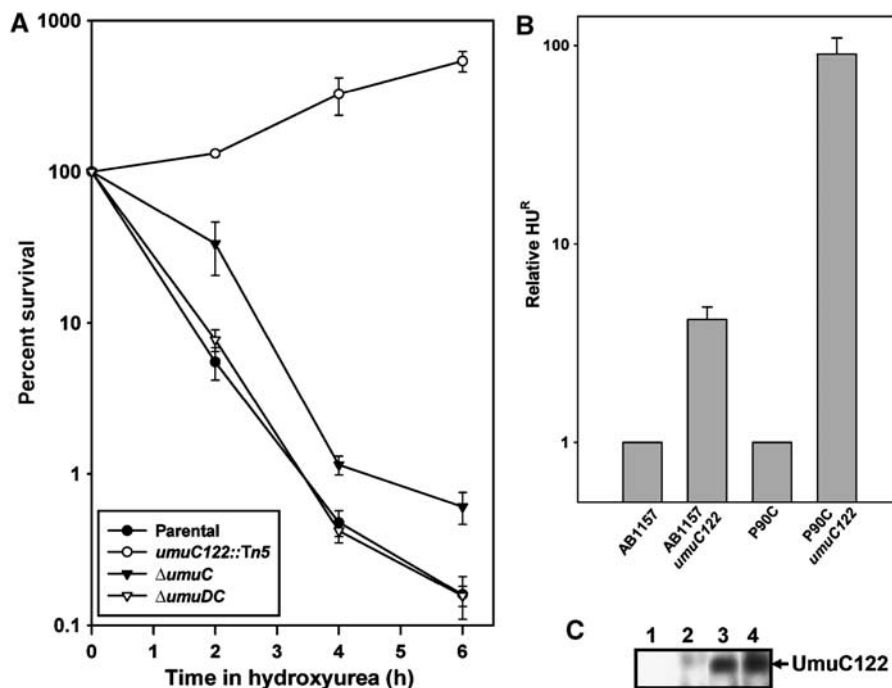 A
1000
100
10
1
0.1
Percent survival
Parental
umuC122::Tn5
ΔumuC
ΔumuDC
0 1 2 3 4 5 6
Time in hydroxyurea (h)
B
100
10
1
Relative HUᴿ
AB1157
AB1157 umuC122
P90C
P90C umuC122
C
1 2 3 4
UmuC122